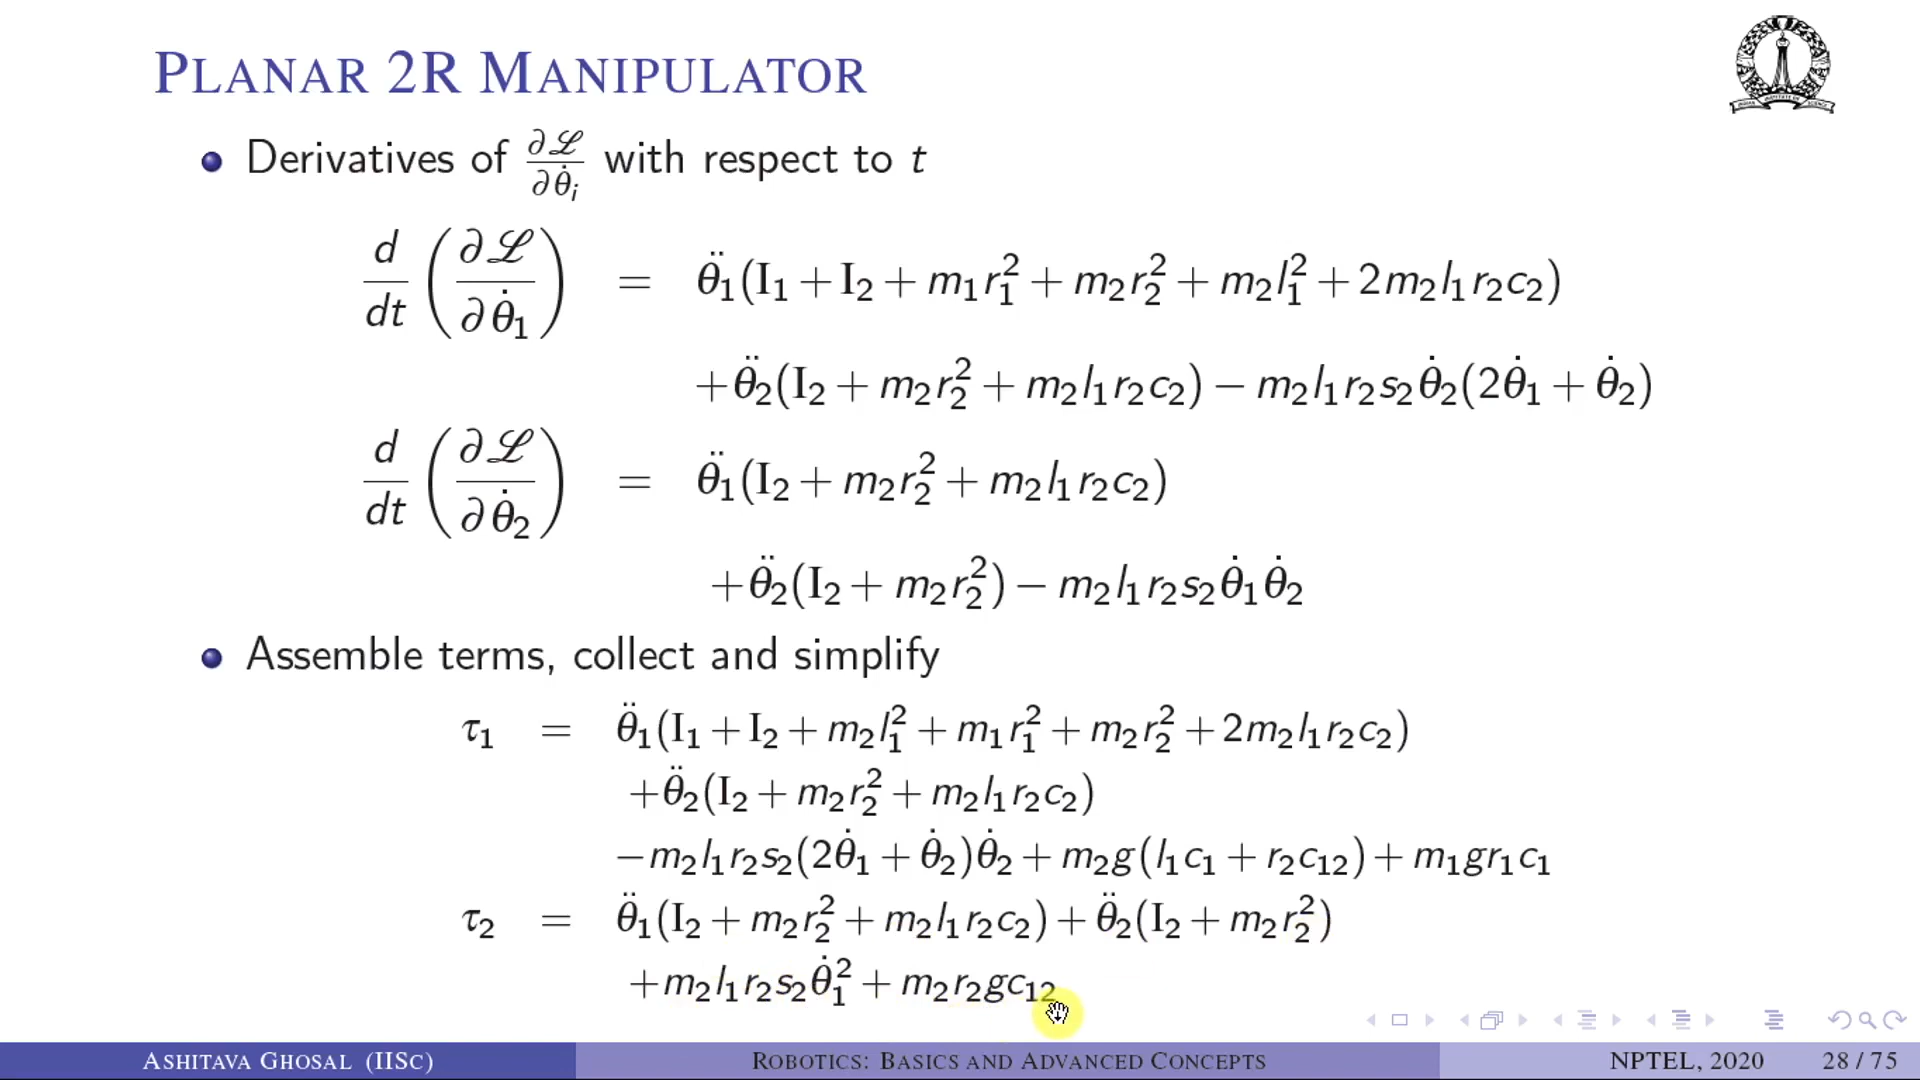 PLANAR 2R MANIPULATOR
Derivatives of ∂ℒ/∂θ̇ᵢ with respect to t
d/dt (∂ℒ/∂θ̇₁) = θ̈₁(I₁ + I₂ + m₁r₁² + m₂r₂² + m₂l₁² + 2m₂l₁r₂c₂)
+θ̈₂(I₂ + m₂r₂² + m₂l₁r₂c₂) − m₂l₁r₂s₂θ̇₂(2θ̇₁ + θ̇₂)
d/dt (∂ℒ/∂θ̇₂) = θ̈₁(I₂ + m₂r₂² + m₂l₁r₂c₂)
+θ̈₂(I₂ + m₂r₂²) − m₂l₁r₂s₂θ̇₁θ̇₂
Assemble terms, collect and simplify
τ₁ = θ̈₁(I₁ + I₂ + m₂l₁² + m₁r₁² + m₂r₂² + 2m₂l₁r₂c₂)
+θ̈₂(I₂ + m₂r₂² + m₂l₁r₂c₂)
−m₂l₁r₂s₂(2θ̇₁ + θ̇₂)θ̇₂ + m₂g(l₁c₁ + r₂c₁₂) + m₁gr₁c₁
τ₂ = θ̈₁(I₂ + m₂r₂² + m₂l₁r₂c₂) + θ̈₂(I₂ + m₂r₂²)
+m₂l₁r₂s₂θ̇₁² + m₂r₂gc₁₂
ASHITAVA GHOSAL (IISC)
ROBOTICS: BASICS AND ADVANCED CONCEPTS
NPTEL, 2020
28 / 75